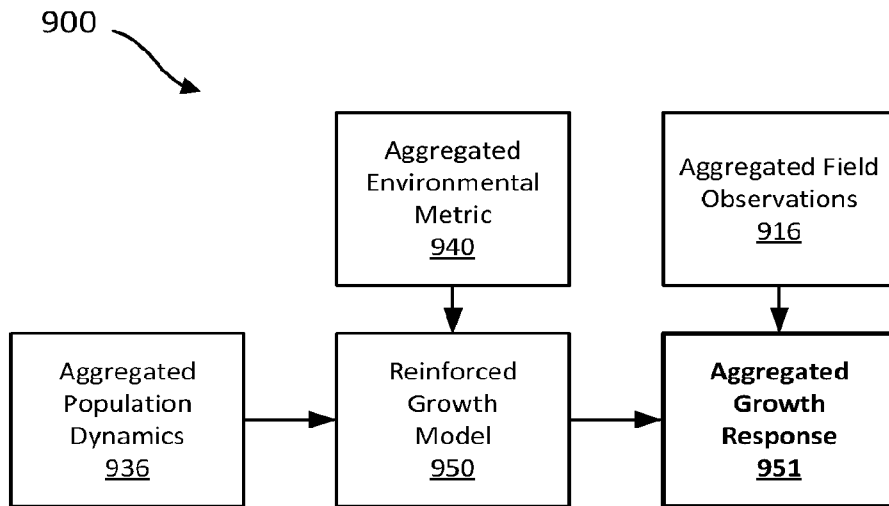 900
Aggregated
Environmental
Metric
940
Aggregated Field
Observations
916
Aggregated
Population
Dynamics
936
Reinforced
Growth
Model
950
Aggregated
Growth
Response
951